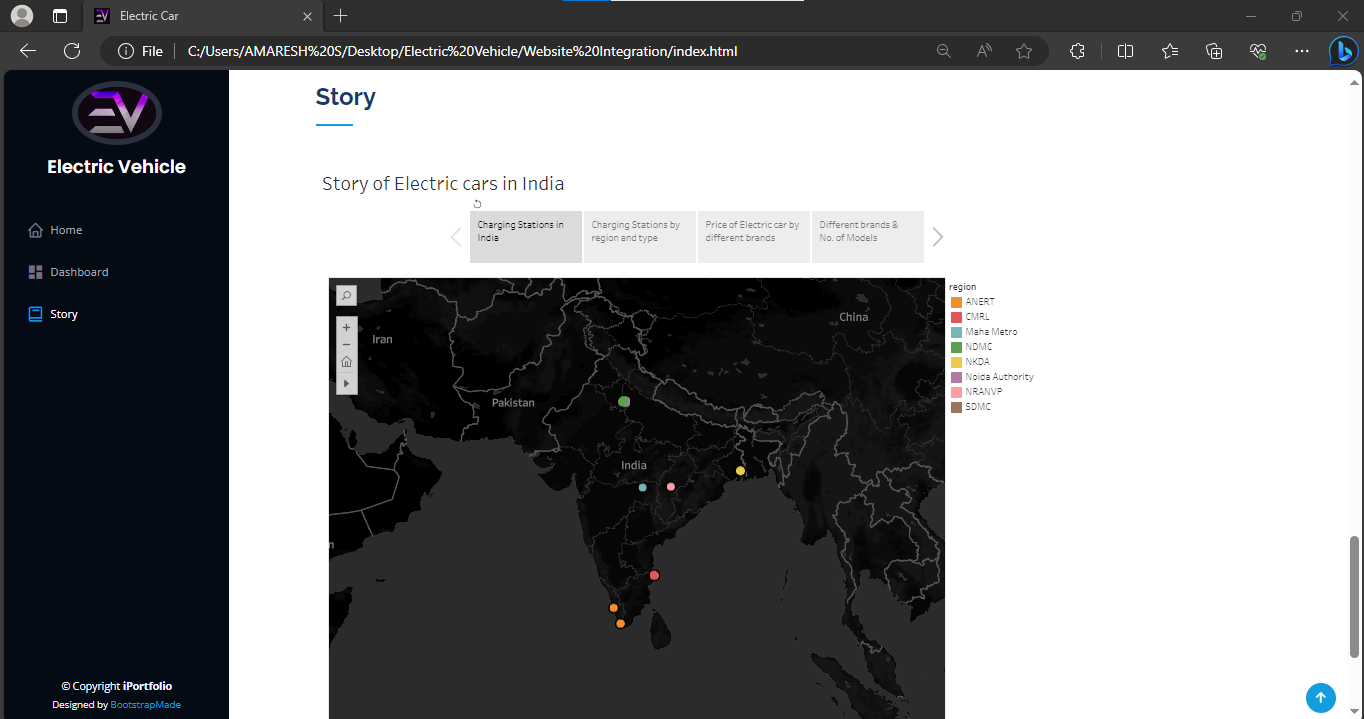 Electric Car
File
C:/Users/AMARESH%20S/Desktop/Electric%20Vehicle/Website%20Integration/index.html
EV
Electric Vehicle
Home
Dashboard
Story
© Copyright iPortfolio
Designed by BootstrapMade
Story
Story of Electric cars in India
Charging Stations in
India
Charging Stations by
region and type
Price of Electric car by
different brands
Different brands &
No. of Models
China
Iran
Pakistan
India
region
ANERT
CMRL
Maha Metro
NDMC
NKDA
Noida Authority
NRANVP
SDMC